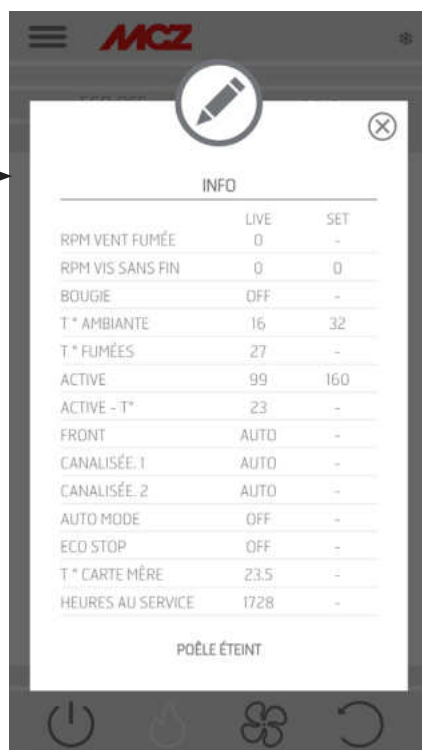 MCZ
INFO
LIVE SET
RPM VENT FUMÉE 0 -
RPM VIS SANS FIN 0 0
BOUGIE OFF -
T° AMBIANTE 16 32
T° FUMÉES 27 -
ACTIVE 99 160
ACTIVE - T° 23 -
FRONT AUTO -
CANALISÉE. 1 AUTO -
CANALISÉE. 2 AUTO -
AUTO MODE OFF -
ECO STOP OFF -
T° CARTE MÈRE 23.5 -
HEURES AU SERVICE 1728 -
POÊLE ÉTEINT